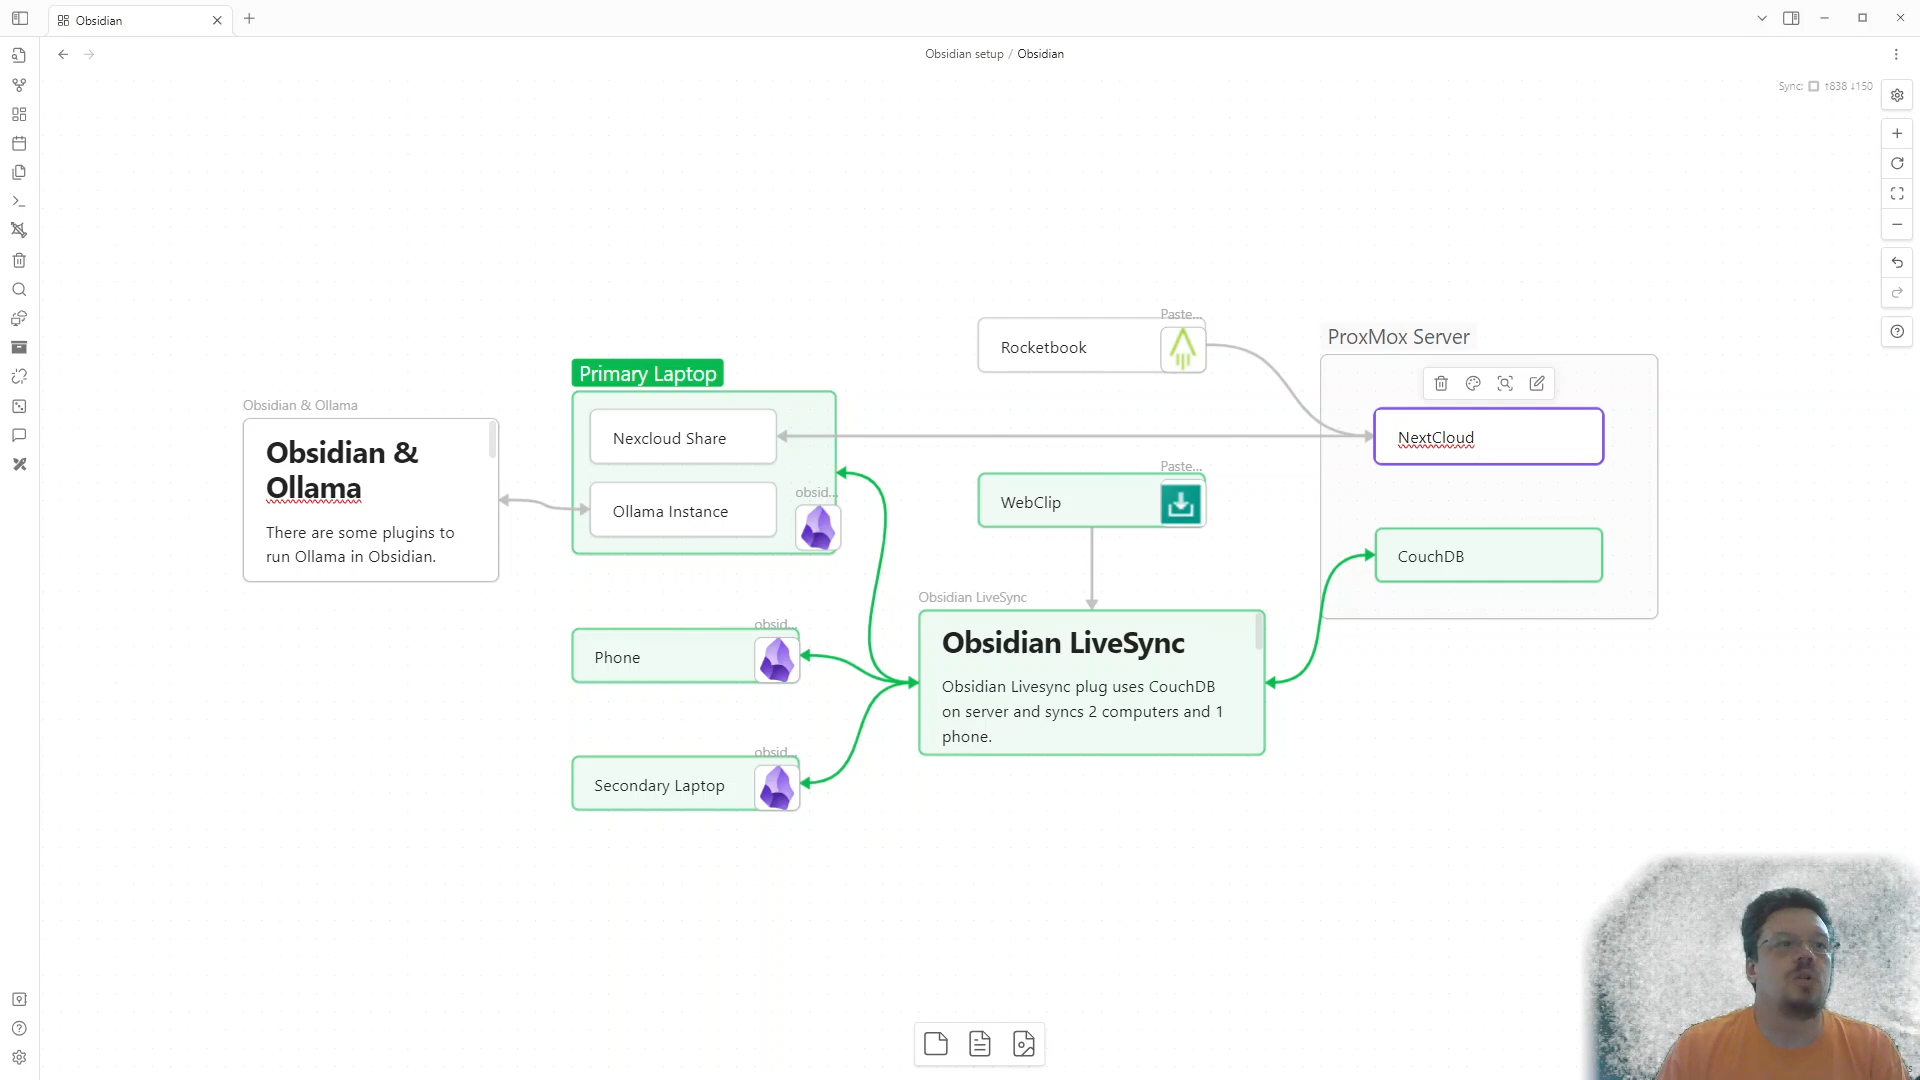 Obsidian
Obsidian setup / Obsidian
Sync: ↑838 ↓150
Paste...
Rocketbook
ProxMox Server
Primary Laptop
Obsidian & Ollama
Obsidian &
Ollama
There are some plugins to
run Ollama in Obsidian.
Nexcloud Share
NextCloud
Paste...
obsid...
WebClip
Ollama Instance
CouchDB
Obsidian LiveSync
obsid...
Obsidian LiveSync
Phone
Obsidian Livesync plug uses CouchDB
on server and syncs 2 computers and 1
phone.
obsid...
Secondary Laptop